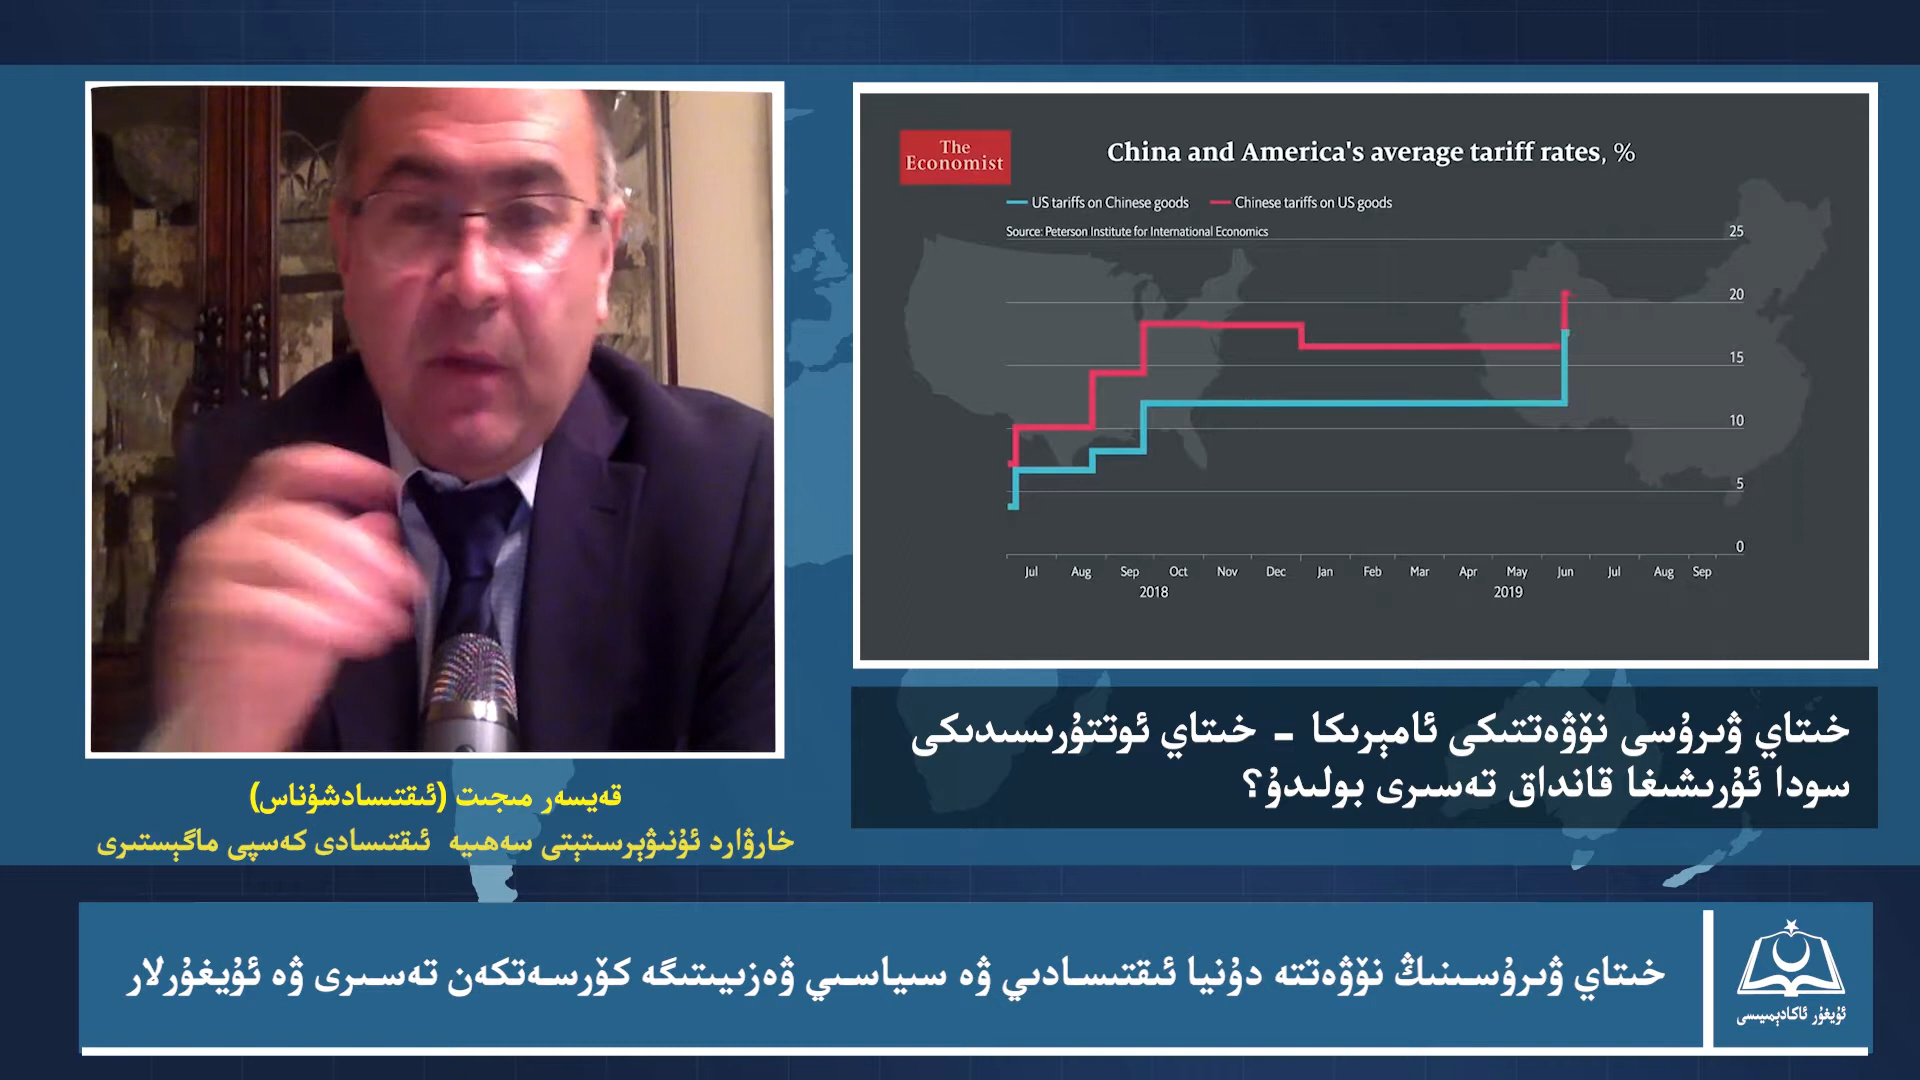 The
Economist
China and America's average tariff rates, %
US tariffs on Chinese goods
Chinese tariffs on US goods
Source: Peterson Institute for International Economics
25
20
15
10
5
0
Jul Aug Sep Oct Nov Dec Jan Feb Mar Apr May Jun Jul Aug Sep
2018 2019
خىتاي ۋىرۇسى نۆۋەتتىكى ئامېرىكا - خىتاي ئوتتۇرىسىدىكى
سودا ئۇرىشىغا قانداق تەسىرى بولىدۇ؟
قەيسەر مىجىت (ئىقتىسادشۇناس)
خارۋارد ئۇنىۋېرسىتېتى سەھىيە ئىقتىسادى كەسپى ماگېستىرى
خىتاي ۋىرۇسىنىڭ نۆۋەتتە دۇنيا ئىقتىسادىي ۋە سىياسىي ۋەزىيىتىگە كۆرسەتكەن تەسىرى ۋە ئۇيغۇرلار
ئۇيغۇر ئاكادېمىيىسى